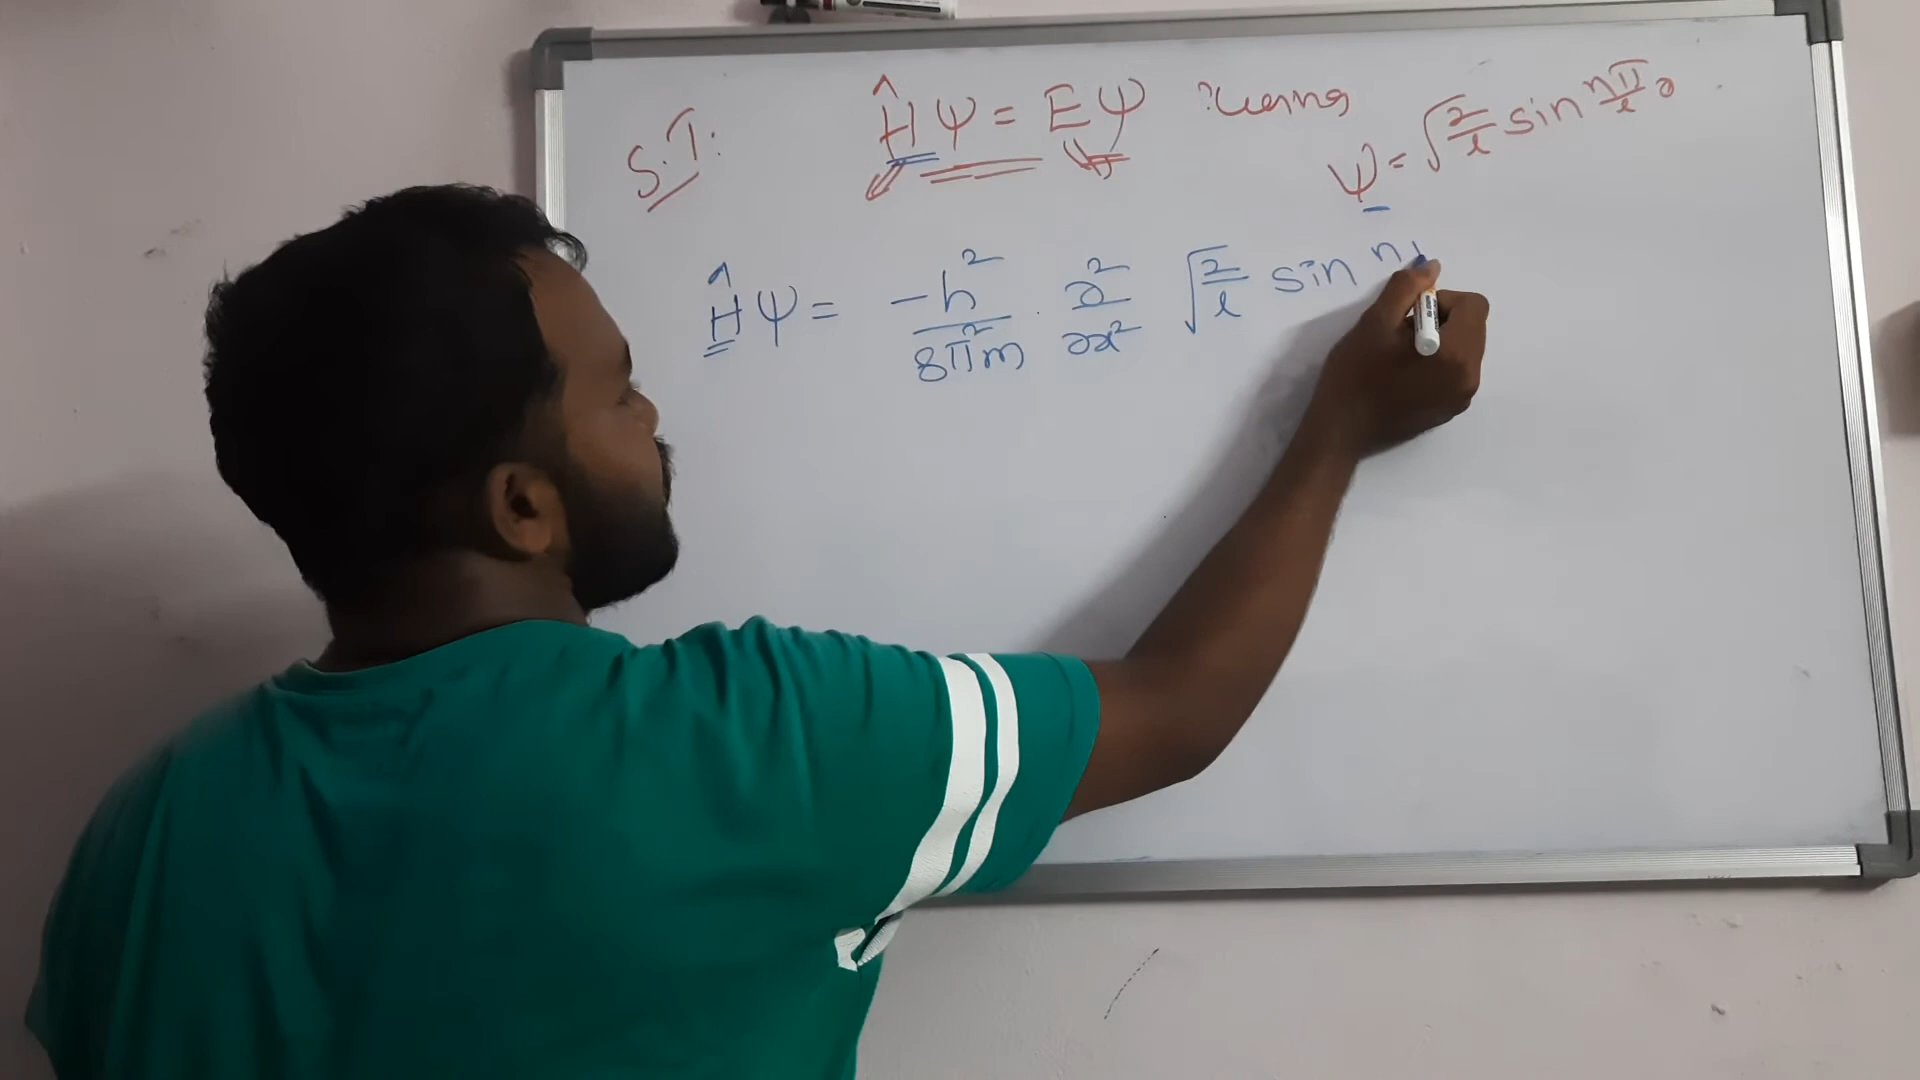 S.T: Ĥψ = Eψ using
ψ = √2/l sin nπ/l x
Ĥψ = -h²/8π²m · ∂²/∂x² √2/l sin n